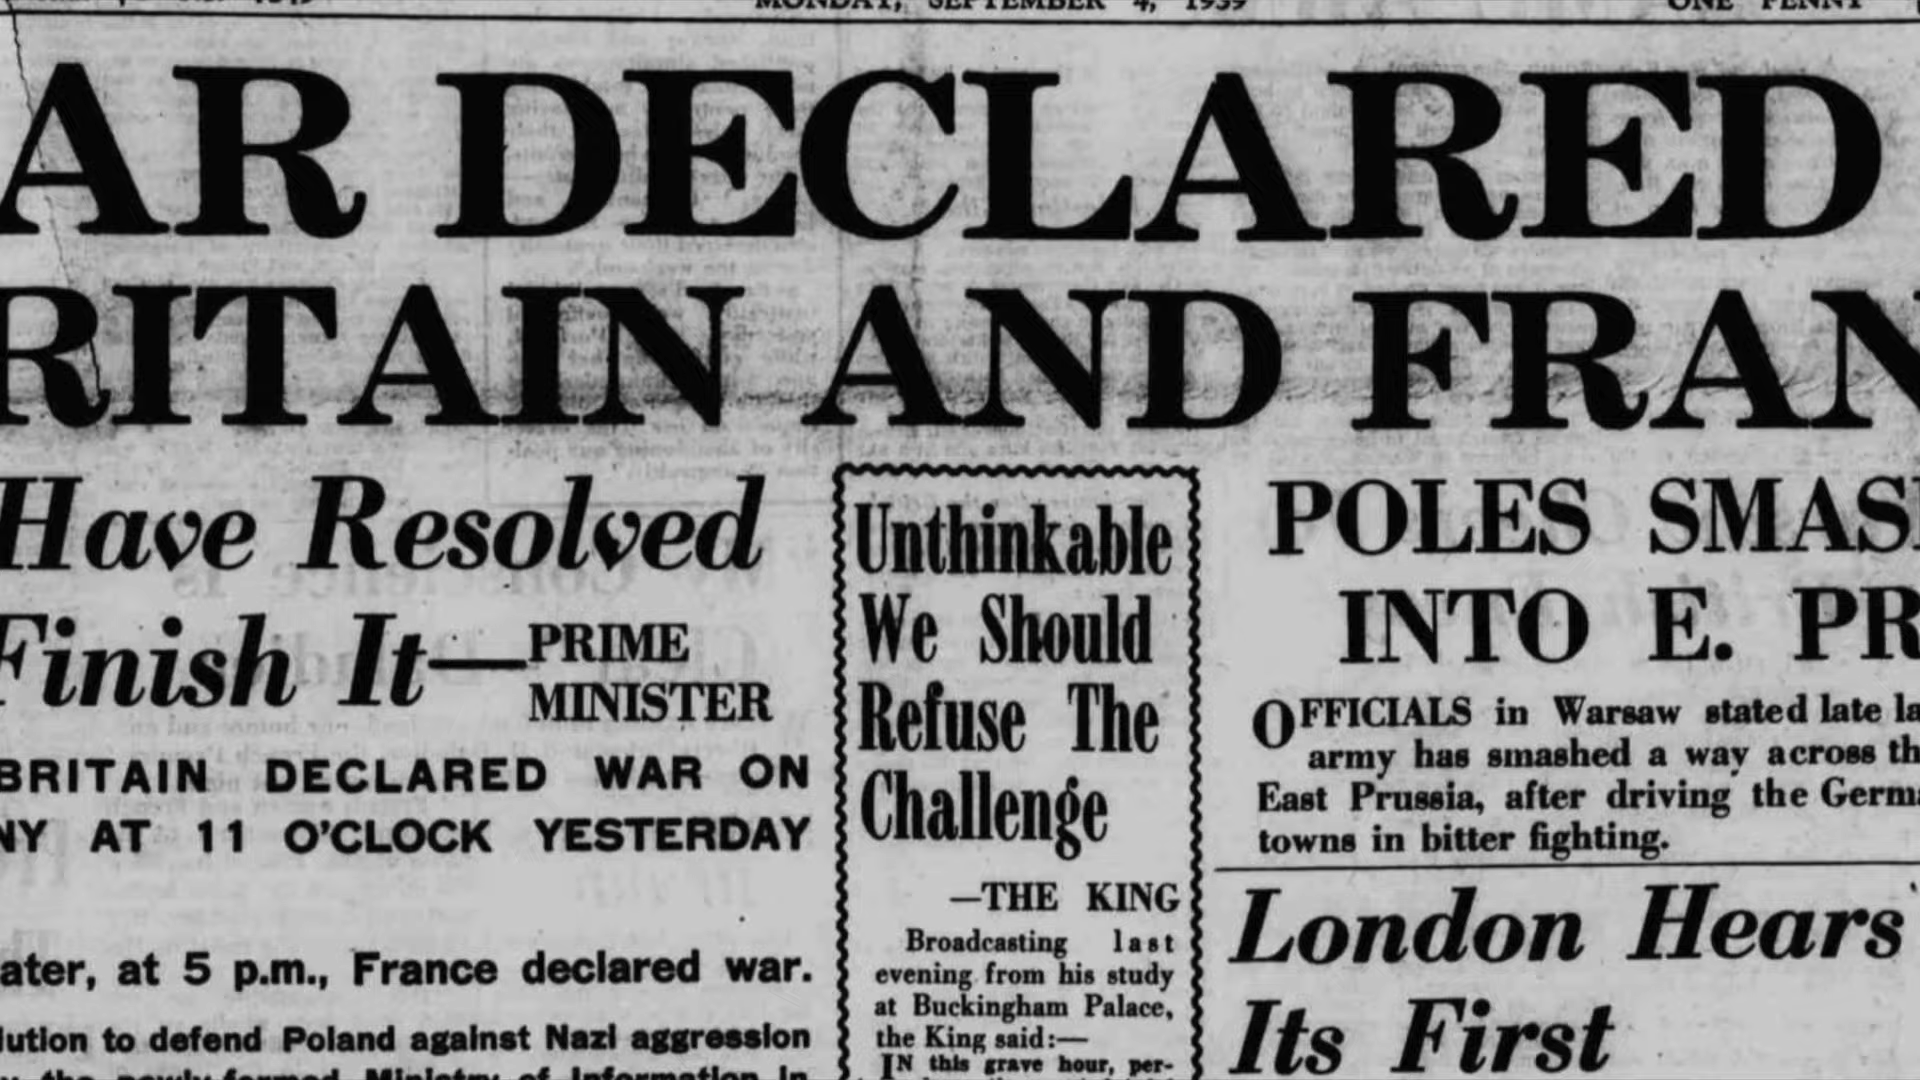 MONDAY, SEPTEMBER 4, 1939
ONE PENNY
AR DECLARED
RITAIN AND FRAN
Have Resolved
Finish It—PRIME
MINISTER
BRITAIN DECLARED WAR ON
NY AT 11 O'CLOCK YESTERDAY
ater, at 5 p.m., France declared war.
lution to defend Poland against Nazi aggression
the newly-formed Ministry of Information in
Unthinkable
We Should
Refuse The
Challenge
—THE KING
Broadcasting last
evening from his study
at Buckingham Palace,
the King said:—
IN this grave hour, per-
POLES SMAS
INTO E. PR
OFFICIALS in Warsaw stated late la
army has smashed a way across th
East Prussia, after driving the Germa
towns in bitter fighting.
London Hears
Its First